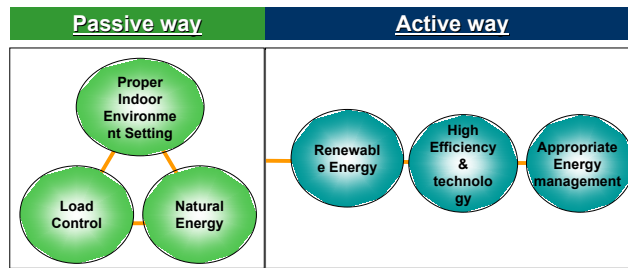 Passive way
Active way
Proper
Indoor
Environme
nt Setting
Load
Control
Natural
Energy
Renewabl
e Energy
High
Efficiency
&
technolo
gy
Appropriate
Energy
management